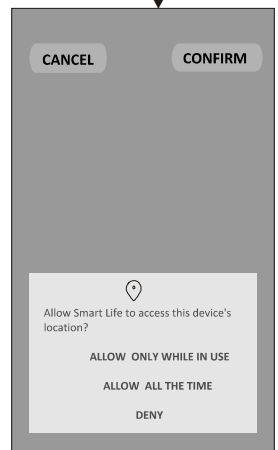 CANCEL
CONFIRM
Allow Smart Life to access this device's
location?
ALLOW ONLY WHILE IN USE
ALLOW ALL THE TIME
DENY